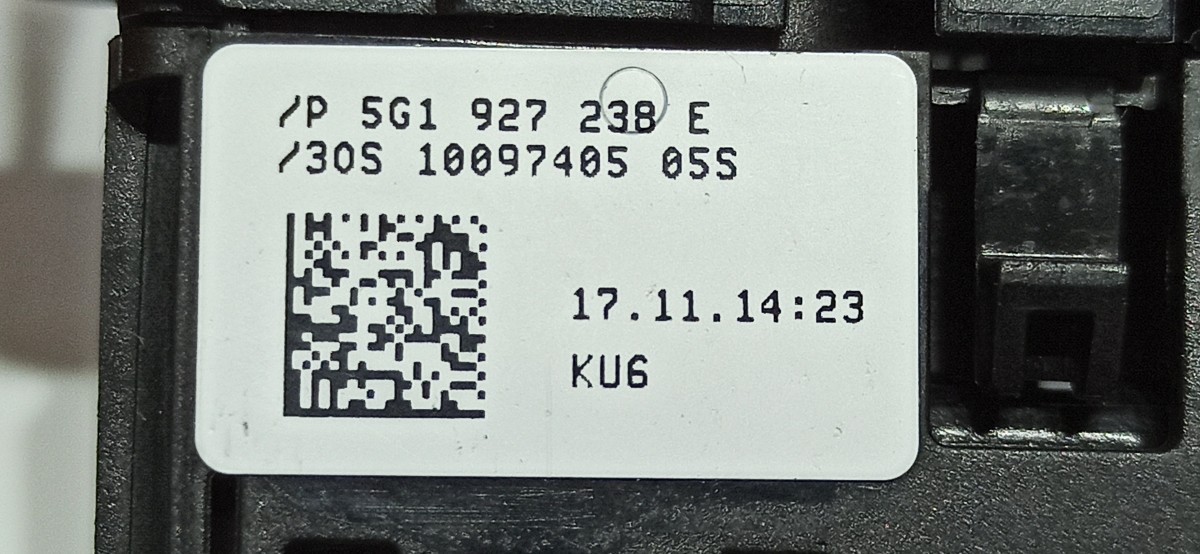 /P 5G1 927 238 E
/30S 10097405 05S
17.11.14:23
KU6